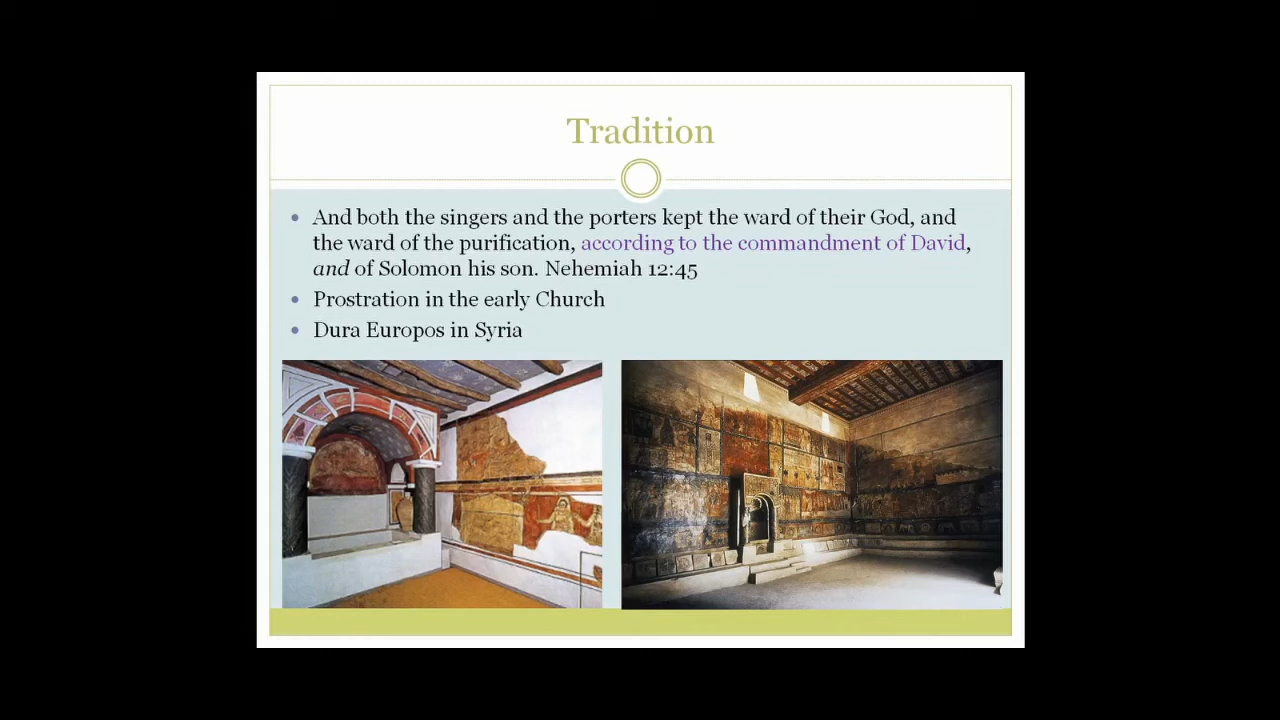 Tradition
• And both the singers and the porters kept the ward of their God, and
the ward of the purification, according to the commandment of David,
and of Solomon his son. Nehemiah 12:45
• Prostration in the early Church
• Dura Europos in Syria